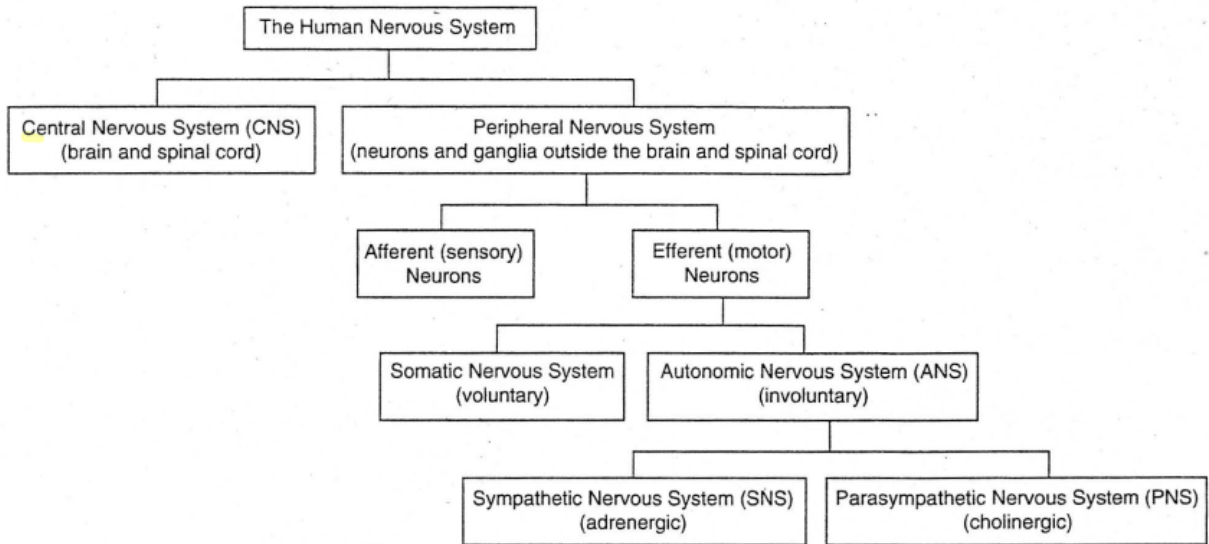 The Human Nervous System
Central Nervous System (CNS)
(brain and spinal cord)
Peripheral Nervous System
(neurons and ganglia outside the brain and spinal cord)
Afferent (sensory)
Neurons
Efferent (motor)
Neurons
Somatic Nervous System
(voluntary)
Autonomic Nervous System (ANS)
(involuntary)
Sympathetic Nervous System (SNS)
(adrenergic)
Parasympathetic Nervous System (PNS)
(cholinergic)